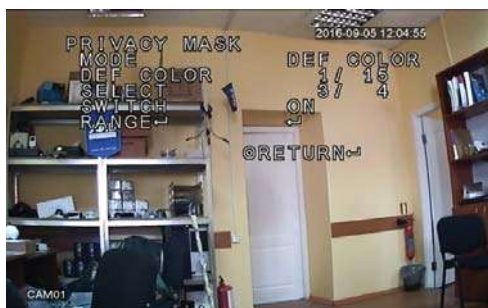 2016-09-05 12:04:55
PRIVACY MASK
MODE DEF COLOR
DEF COLOR 1/ 15
SELECT 3/ 4
SWITCH ON
RANGE↵ ↵
⊙RETURN↵
CAM01